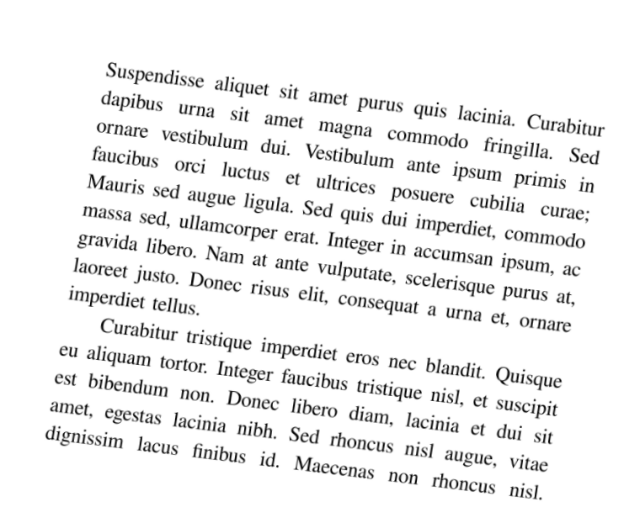 Suspendisse aliquet sit amet purus quis lacinia. Curabitur
dapibus urna sit amet magna commodo fringilla. Sed
ornare vestibulum dui. Vestibulum ante ipsum primis in
faucibus orci luctus et ultrices posuere cubilia curae;
Mauris sed augue ligula. Sed quis dui imperdiet, commodo
massa sed, ullamcorper erat. Integer in accumsan ipsum, ac
gravida libero. Nam at ante vulputate, scelerisque purus at,
laoreet justo. Donec risus elit, consequat a urna et, ornare
imperdiet tellus.
Curabitur tristique imperdiet eros nec blandit. Quisque
eu aliquam tortor. Integer faucibus tristique nisl, et suscipit
est bibendum non. Donec libero diam, lacinia et dui sit
amet, egestas lacinia nibh. Sed rhoncus nisl augue, vitae
dignissim lacus finibus id. Maecenas non rhoncus nisl.